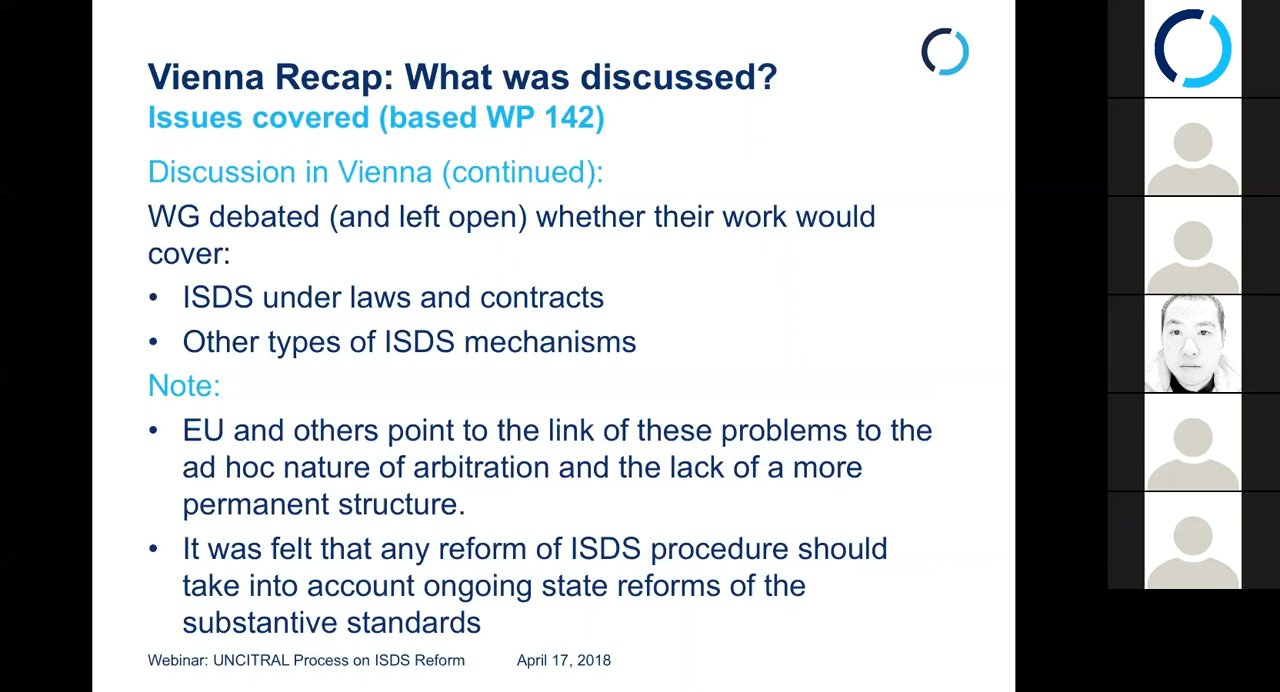 Vienna Recap: What was discussed?
Issues covered (based WP 142)
Discussion in Vienna (continued):
WG debated (and left open) whether their work would
cover:
• ISDS under laws and contracts
• Other types of ISDS mechanisms
Note:
• EU and others point to the link of these problems to the
ad hoc nature of arbitration and the lack of a more
permanent structure.
• It was felt that any reform of ISDS procedure should
take into account ongoing state reforms of the
substantive standards
Webinar: UNCITRAL Process on ISDS Reform April 17, 2018